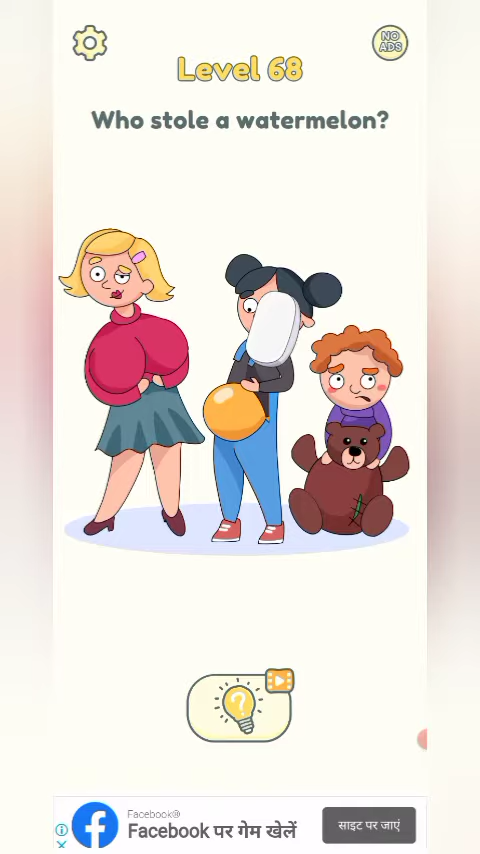 NO
ADS
Level 68
Who stole a watermelon?
Facebook®
Facebook पर गेम खेलें
साइट पर जाएं